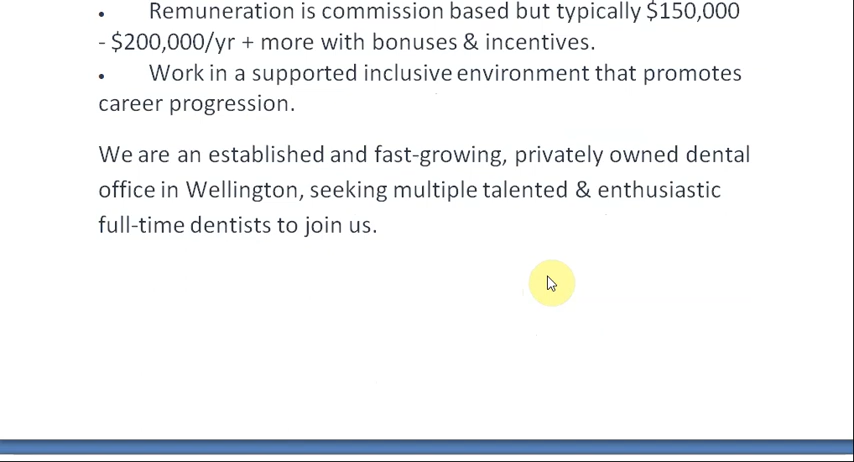 • Remuneration is commission based but typically $150,000
- $200,000/yr + more with bonuses & incentives.
• Work in a supported inclusive environment that promotes
career progression.
We are an established and fast-growing, privately owned dental
office in Wellington, seeking multiple talented & enthusiastic
full-time dentists to join us.